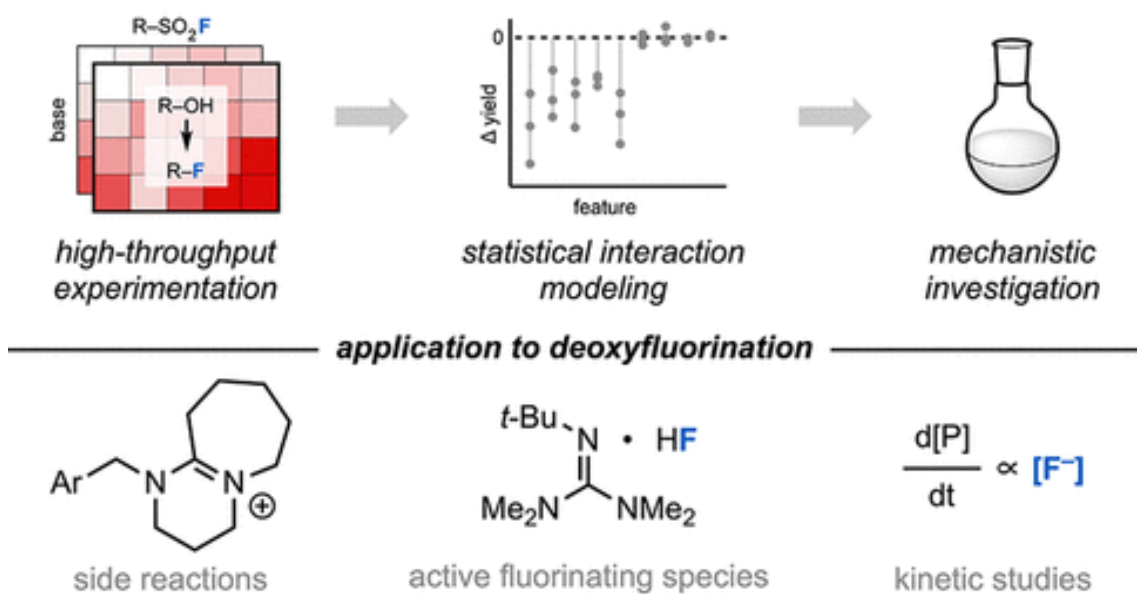 R–SO2F
base
R–OH
R–F
0
Δ yield
feature
high-throughput
experimentation
statistical interaction
modeling
mechanistic
investigation
application to deoxyfluorination
Ar
N
N
+
side reactions
t-Bu
N • HF
Me2N
NMe2
active fluorinating species
d[P]
dt
∝ [F–]
kinetic studies